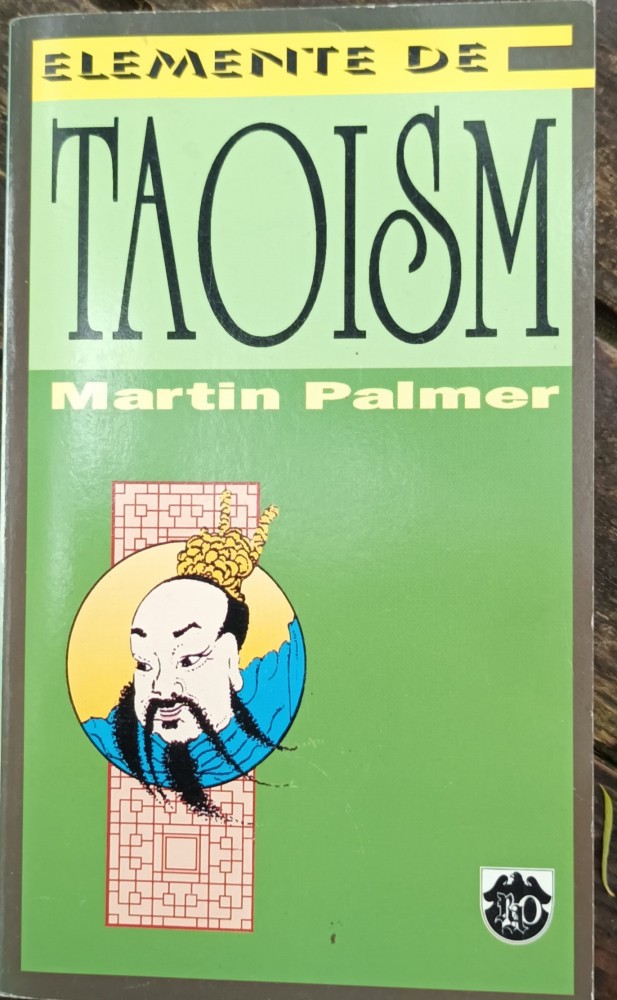 ELEMENTE DE
TAOISM
Martin Palmer